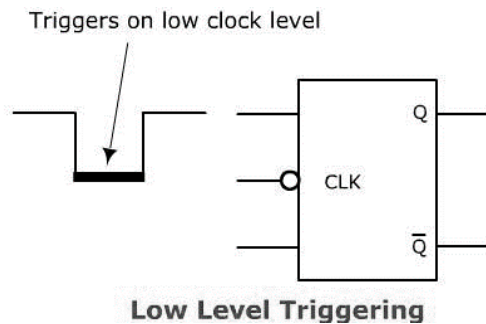 Triggers on low clock level
Q
CLK
Q̅
Low Level Triggering